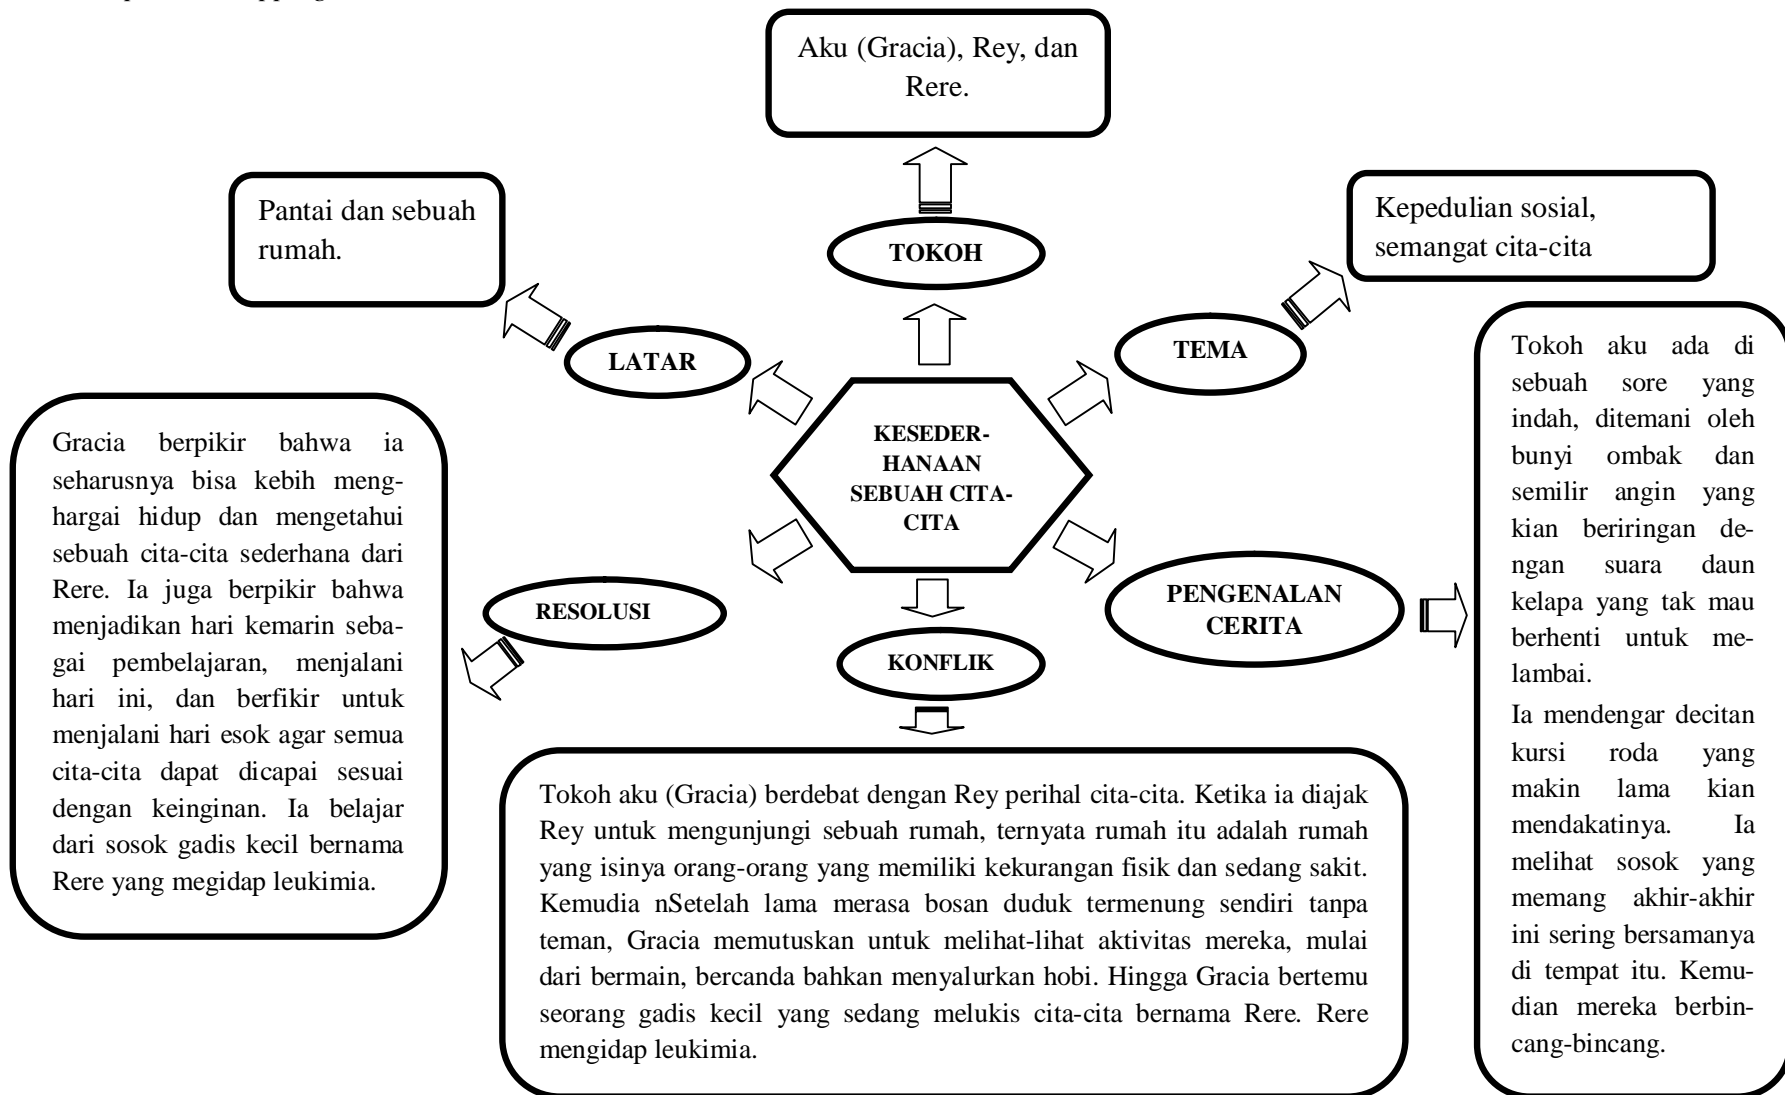 Aku (Gracia), Rey, dan
Rere.
Pantai dan sebuah
rumah.
Kepedulian sosial,
semangat cita-cita
TOKOH
LATAR
TEMA
KESEDER-
HANAAN
SEBUAH CITA-
CITA
RESOLUSI
KONFLIK
PENGENALAN
CERITA
Gracia berpikir bahwa ia
seharusnya bisa kebih meng-
hargai hidup dan mengetahui
sebuah cita-cita sederhana dari
Rere. Ia juga berpikir bahwa
menjadikan hari kemarin seba-
gai pembelajaran, menjalani
hari ini, dan berfikir untuk
menjalani hari esok agar semua
cita-cita dapat dicapai sesuai
dengan keinginan. Ia belajar
dari sosok gadis kecil bernama
Rere yang megidap leukimia.
Tokoh aku (Gracia) berdebat dengan Rey perihal cita-cita. Ketika ia diajak
Rey untuk mengunjungi sebuah rumah, ternyata rumah itu adalah rumah
yang isinya orang-orang yang memiliki kekurangan fisik dan sedang sakit.
Kemudia nSetelah lama merasa bosan duduk termenung sendiri tanpa
teman, Gracia memutuskan untuk melihat-lihat aktivitas mereka, mulai
dari bermain, bercanda bahkan menyalurkan hobi. Hingga Gracia bertemu
seorang gadis kecil yang sedang melukis cita-cita bernama Rere. Rere
mengidap leukimia.
Tokoh aku ada di
sebuah sore yang
indah, ditemani oleh
bunyi ombak dan
semilir angin yang
kian beriringan de-
ngan suara daun
kelapa yang tak mau
berhenti untuk me-
lambai.
Ia mendengar decitan
kursi roda yang
makin lama kian
mendakatinya. Ia
melihat sosok yang
memang akhir-akhir
ini sering bersamanya
di tempat itu. Kemu-
dian mereka berbin-
cang-bincang.